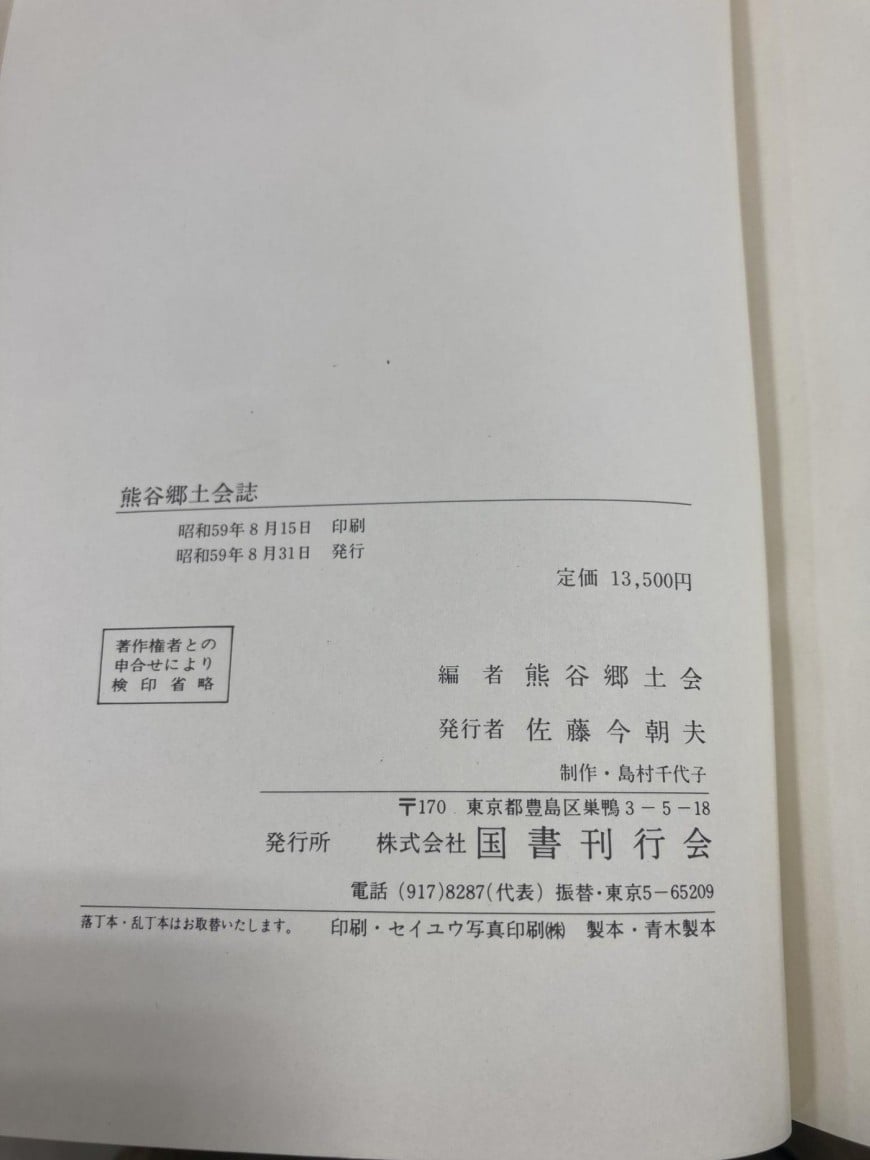 熊谷郷土会誌
昭和59年8月15日 印刷
昭和59年8月31日 発行
定価 13,500円
著作権者との
申合せにより
検印省略
編者 熊谷郷土会
発行者 佐藤今朝夫
制作・島村千代子
〒170 東京都豊島区巣鴨3-5-18
発行所 株式会社 国書刊行会
電話 (917)8287(代表) 振替・東京5-65209
落丁本・乱丁本はお取替いたします。 印刷・セイユウ写真印刷㈱ 製本・青木製本